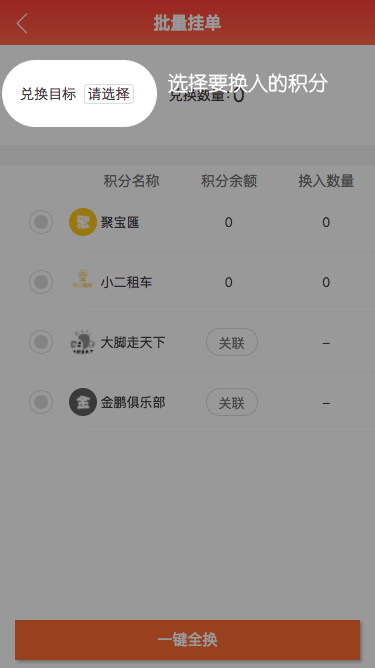 批量挂单
选择要换入的积分
兑换目标 请选择 兑换数量: 0
积分名称 积分余额 换入数量
聚宝匯 0 0
小二租车 0 0
大脚走天下 关联 –
金 金鹏俱乐部 关联 –
一键全换